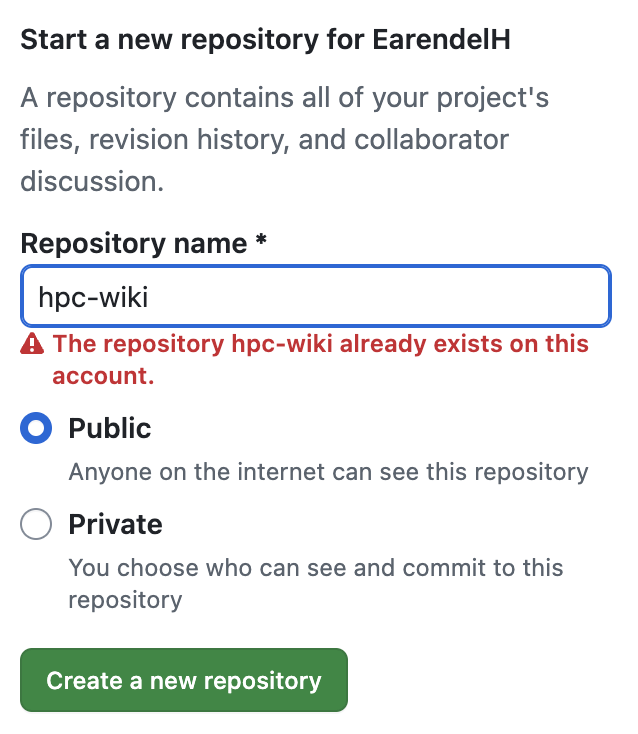 Start a new repository for EarendelH
A repository contains all of your project's
files, revision history, and collaborator
discussion.
Repository name *
hpc-wiki
The repository hpc-wiki already exists on this
account.
Public
Anyone on the internet can see this repository
Private
You choose who can see and commit to this
repository
Create a new repository